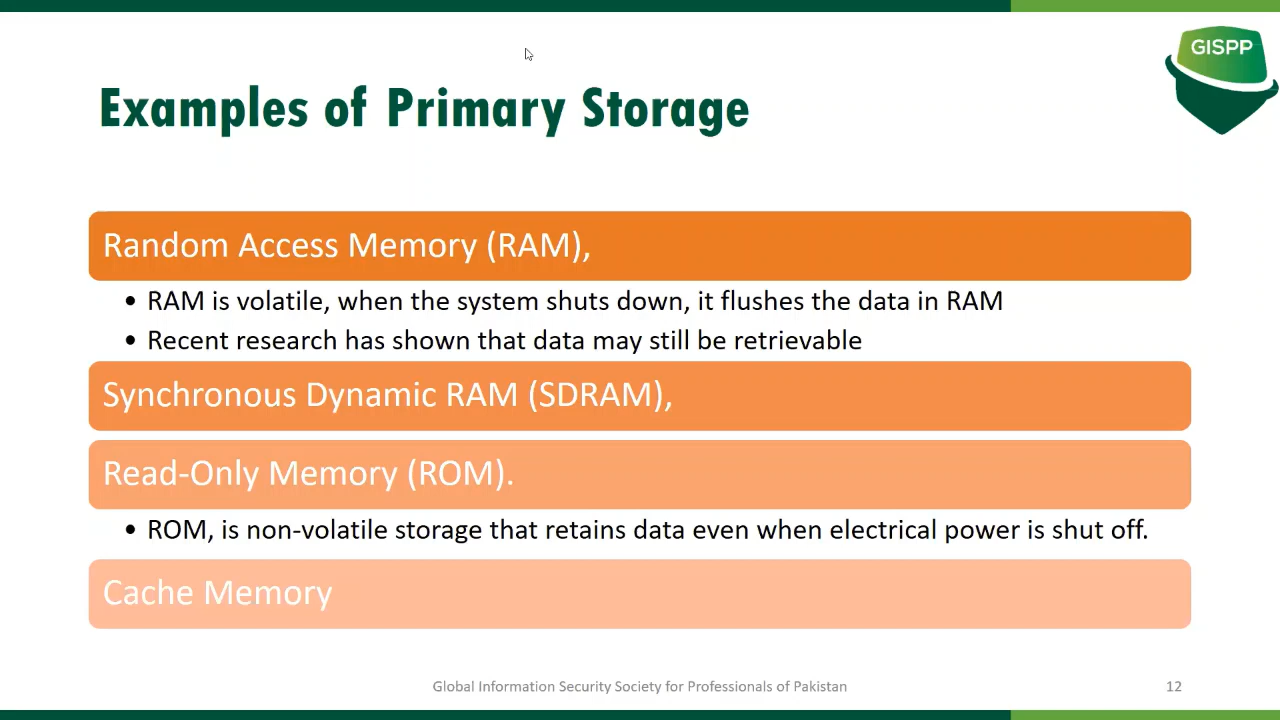 GISPP
Examples of Primary Storage
Random Access Memory (RAM),
• RAM is volatile, when the system shuts down, it flushes the data in RAM
• Recent research has shown that data may still be retrievable
Synchronous Dynamic RAM (SDRAM),
Read-Only Memory (ROM).
• ROM, is non-volatile storage that retains data even when electrical power is shut off.
Cache Memory
Global Information Security Society for Professionals of Pakistan
12